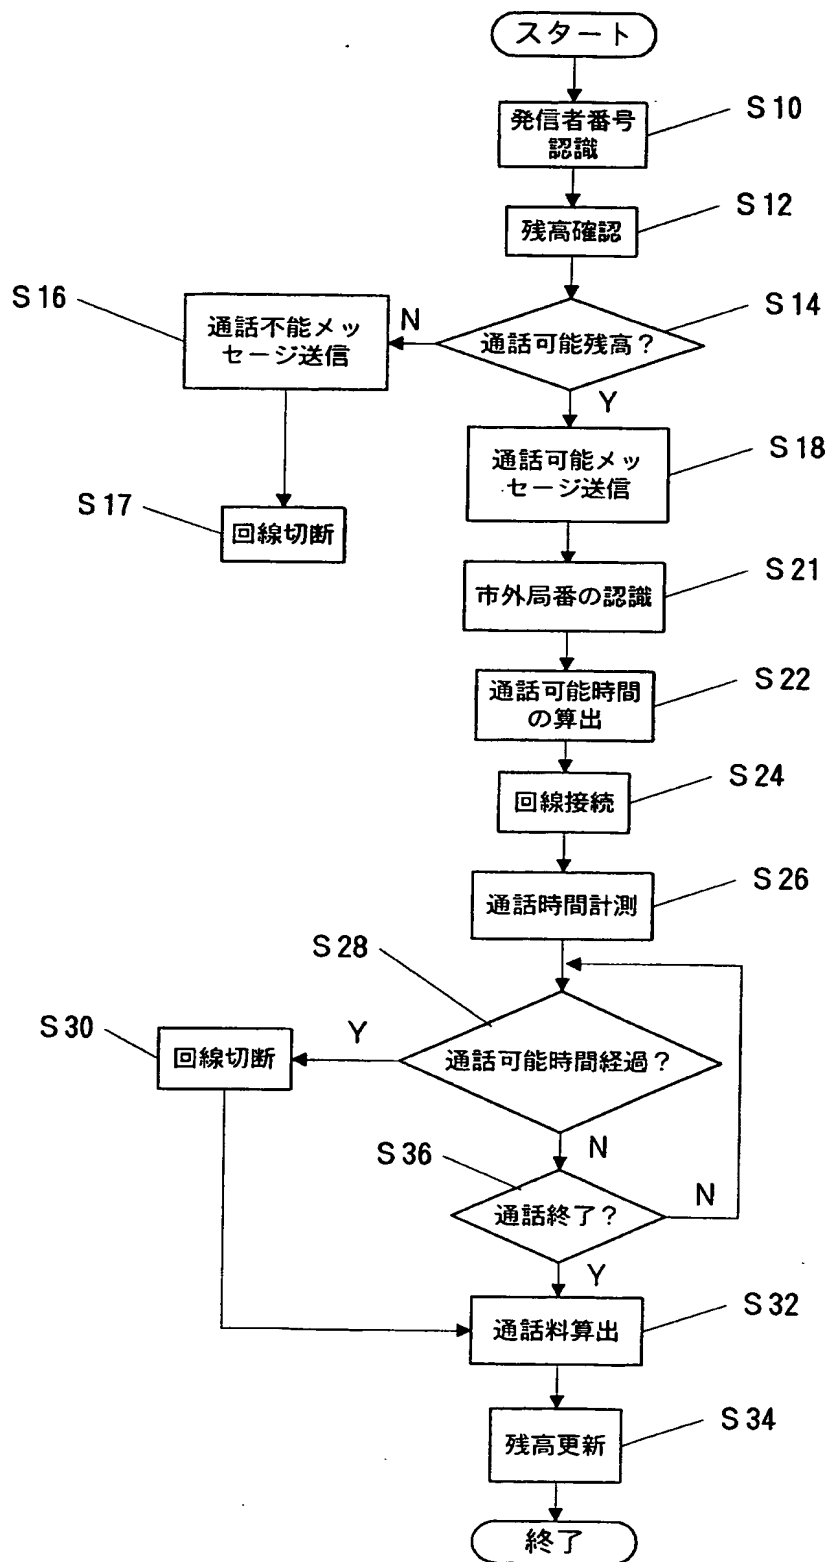 スタート
発信者番号
認識
S10
残高確認
S12
通話可能残高?
S14
N
Y
通話不能メッ
セージ送信
S16
回線切断
S17
通話可能メッ
セージ送信
S18
市外局番の認識
S21
通話可能時間
の算出
S22
回線接続
S24
通話時間計測
S26
通話可能時間経過?
S28
Y
N
回線切断
S30
通話終了?
S36
N
Y
通話料算出
S32
残高更新
S34
終了